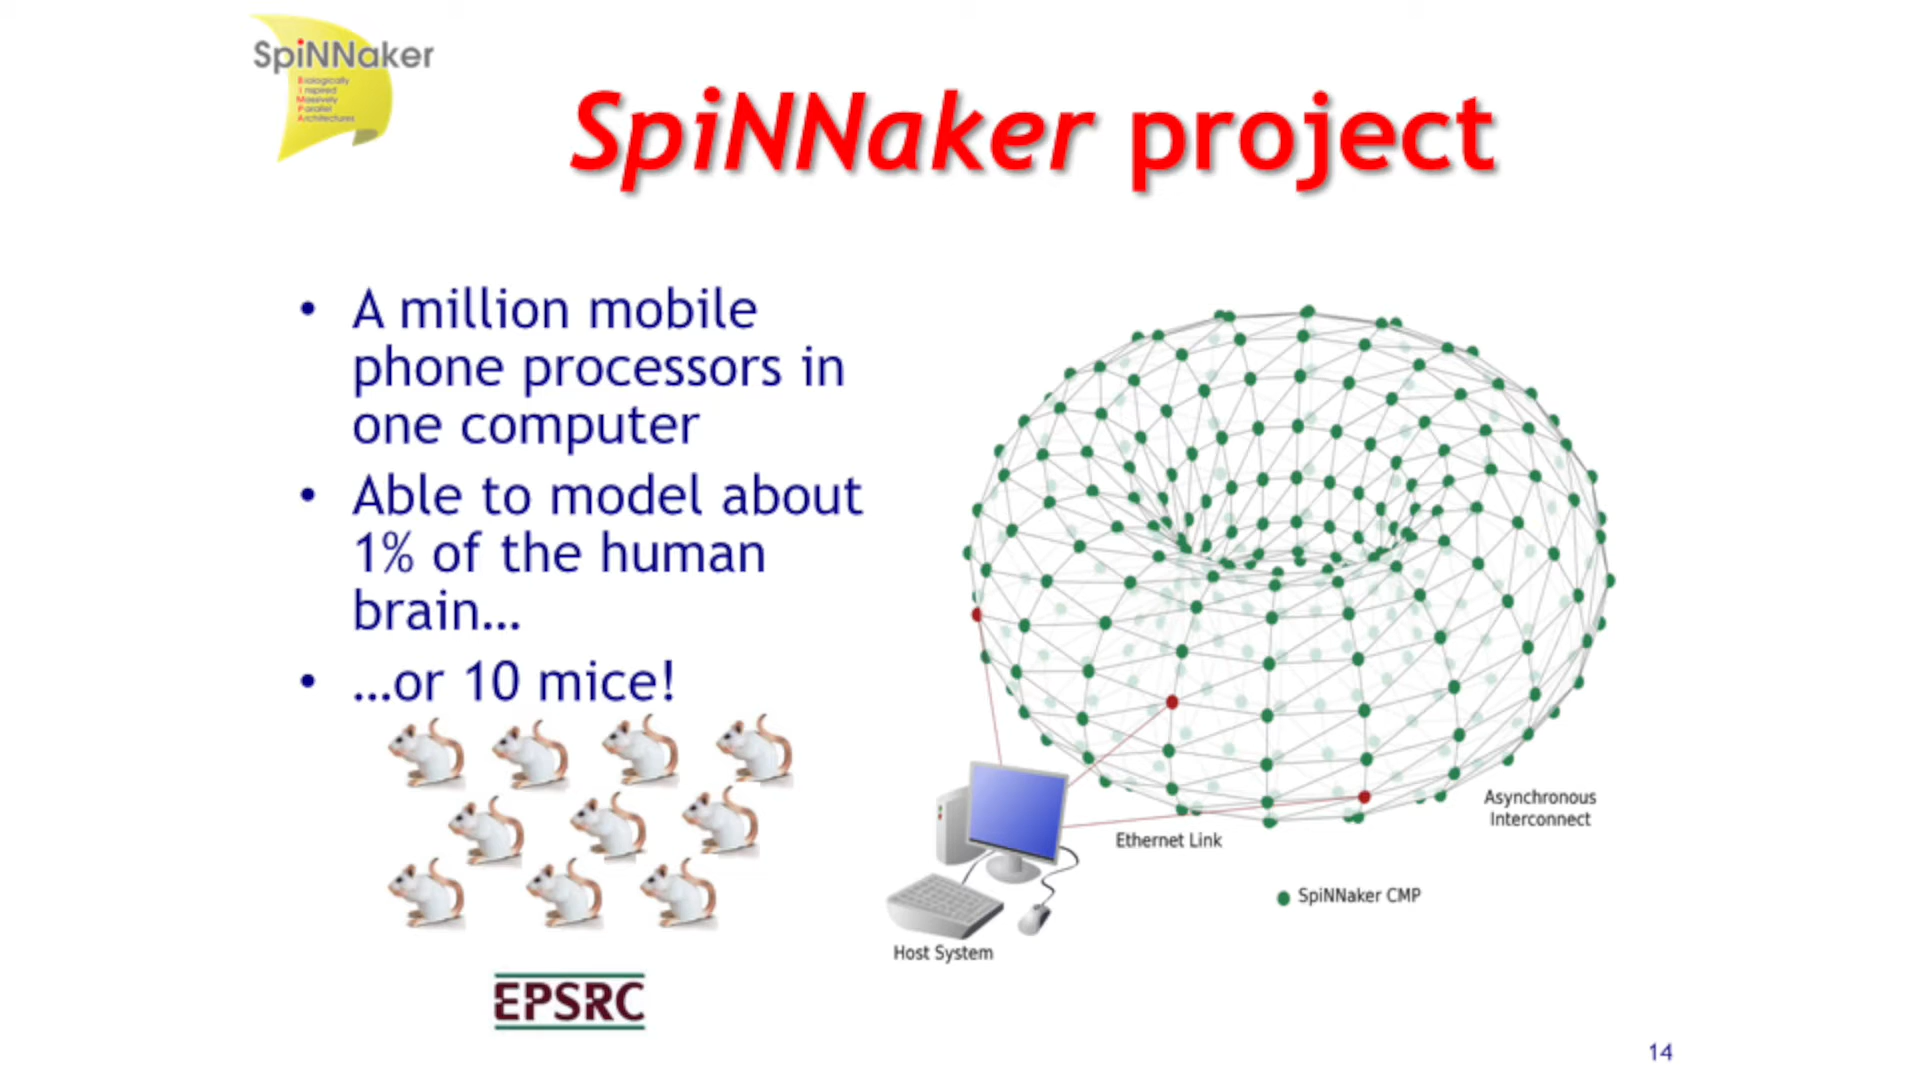 SpiNNaker
Biologically
Inspired
Massively
Parallel
Architectures
SpiNNaker project
• A million mobile
phone processors in
one computer
• Able to model about
1% of the human
brain…
• …or 10 mice!
Asynchronous
Interconnect
Ethernet Link
SpiNNaker CMP
Host System
EPSRC
14